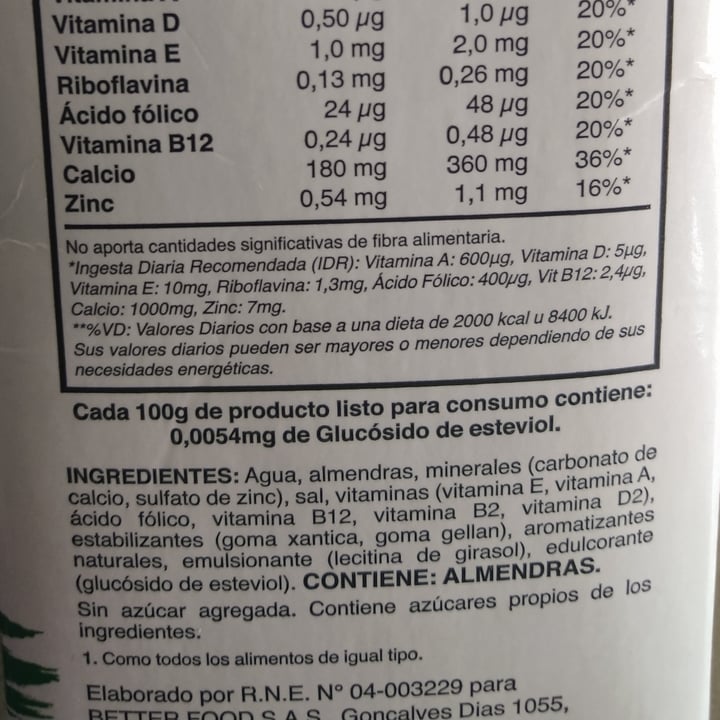 Vitamina D 0,50 µg 1,0 µg 20%*
Vitamina E 1,0 mg 2,0 mg 20%*
Riboflavina 0,13 mg 0,26 mg 20%*
Ácido fólico 24 µg 48 µg 20%*
Vitamina B12 0,24 µg 0,48 µg 20%*
Calcio 180 mg 360 mg 36%*
Zinc 0,54 mg 1,1 mg 16%*
No aporta cantidades significativas de fibra alimentaria.
*Ingesta Diaria Recomendada (IDR): Vitamina A: 600µg, Vitamina D: 5µg,
Vitamina E: 10mg, Riboflavina: 1,3mg, Ácido Fólico: 400µg, Vit B12: 2,4µg,
Calcio: 1000mg, Zinc: 7mg.
**%VD: Valores Diarios con base a una dieta de 2000 kcal u 8400 kJ.
Sus valores diarios pueden ser mayores o menores dependiendo de sus
necesidades energéticas.
Cada 100g de producto listo para consumo contiene:
0,0054mg de Glucósido de esteviol.
INGREDIENTES: Agua, almendras, minerales (carbonato de
calcio, sulfato de zinc), sal, vitaminas (vitamina E, vitamina A,
ácido fólico, vitamina B12, vitamina B2, vitamina D2),
estabilizantes (goma xantica, goma gellan), aromatizantes
naturales, emulsionante (lecitina de girasol), edulcorante
(glucósido de esteviol). CONTIENE: ALMENDRAS.
Sin azúcar agregada. Contiene azúcares propios de los
ingredientes.
1. Como todos los alimentos de igual tipo.
Elaborado por R.N.E. Nº 04-003229 para
BETTER FOOD S.A.S. Gonçalves Dias 1055,